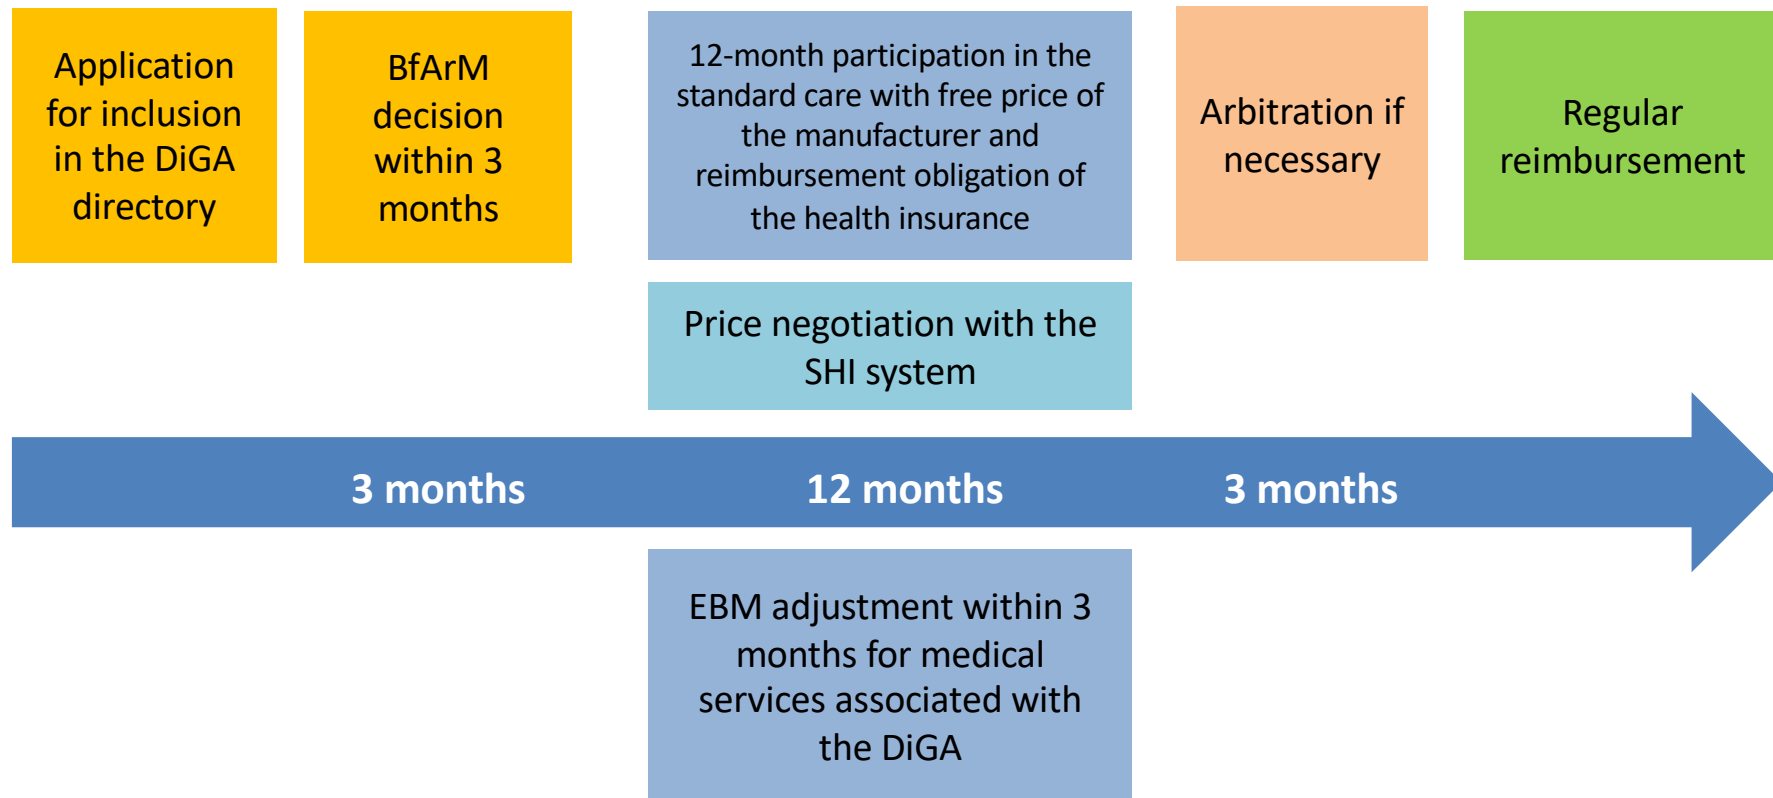 Application
for inclusion
in the DiGA
directory
BfArM
decision
within 3
months
12-month participation in the
standard care with free price of
the manufacturer and
reimbursement obligation of
the health insurance
Arbitration if
necessary
Regular
reimbursement
Price negotiation with the
SHI system
3 months
12 months
3 months
EBM adjustment within 3
months for medical
services associated with
the DiGA